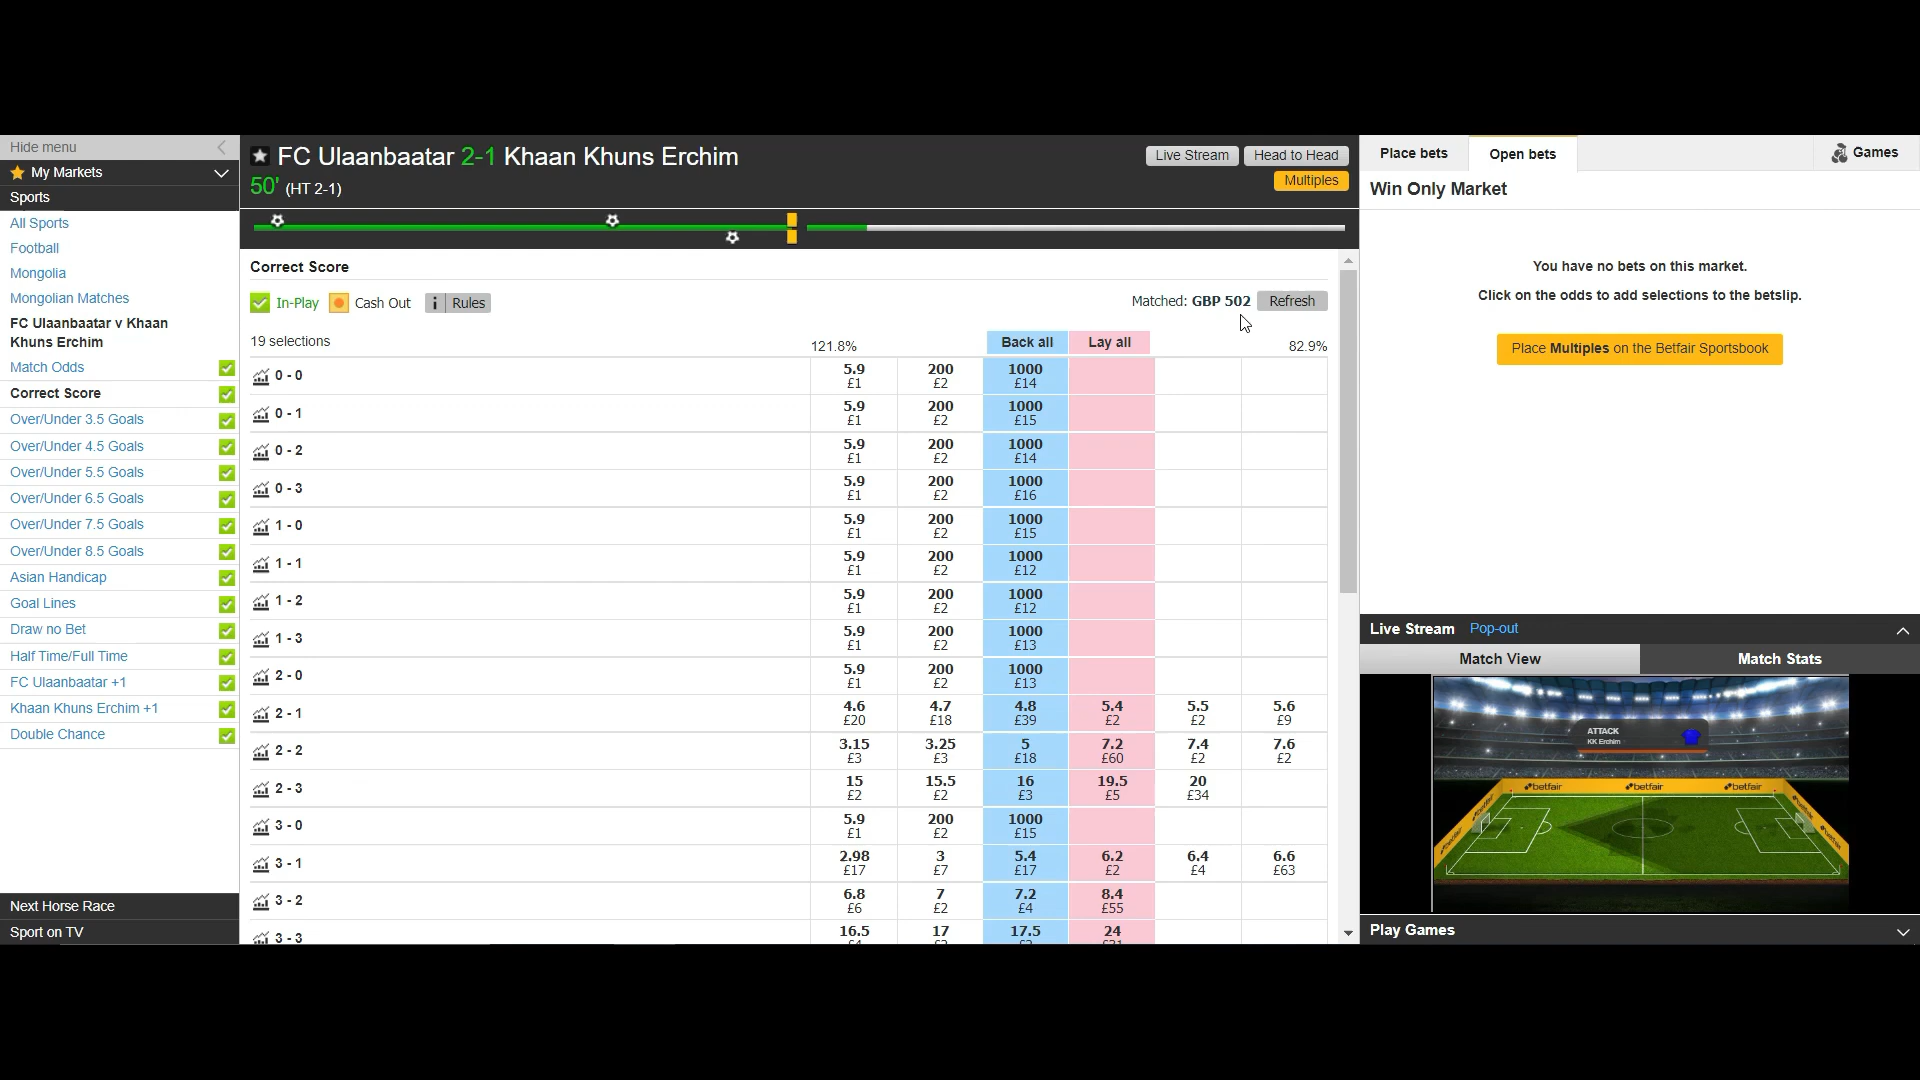 Hide menu
My Markets
Sports
All Sports
Football
Mongolia
Mongolian Matches
FC Ulaanbaatar v Khaan
Khuns Erchim
Match Odds
Correct Score
Over/Under 3.5 Goals
Over/Under 4.5 Goals
Over/Under 5.5 Goals
Over/Under 6.5 Goals
Over/Under 7.5 Goals
Over/Under 8.5 Goals
Asian Handicap
Goal Lines
Draw no Bet
Half Time/Full Time
FC Ulaanbaatar +1
Khaan Khuns Erchim +1
Double Chance
Next Horse Race
Sport on TV
FC Ulaanbaatar 2-1 Khaan Khuns Erchim
50' (HT 2-1)
Live Stream Head to Head
Multiples
Correct Score
In-Play Cash Out i Rules Matched: GBP 502 Refresh
19 selections 121.8% Back all Lay all 82.9%
0 - 0 5.9 200 1000
£1 £2 £14
0 - 1 5.9 200 1000
£1 £2 £15
0 - 2 5.9 200 1000
£1 £2 £14
0 - 3 5.9 200 1000
£1 £2 £16
1 - 0 5.9 200 1000
£1 £2 £15
1 - 1 5.9 200 1000
£1 £2 £12
1 - 2 5.9 200 1000
£1 £2 £12
1 - 3 5.9 200 1000
£1 £2 £13
2 - 0 5.9 200 1000
£1 £2 £13
2 - 1 4.6 4.7 4.8 5.4 5.5 5.6
£20 £18 £39 £2 £2 £9
2 - 2 3.15 3.25 5 7.2 7.4 7.6
£3 £3 £18 £60 £2 £2
2 - 3 15 15.5 16 19.5 20
£2 £2 £3 £5 £34
3 - 0 5.9 200 1000
£1 £2 £15
3 - 1 2.98 3 5.4 6.2 6.4 6.6
£17 £7 £17 £2 £4 £63
3 - 2 6.8 7 7.2 8.4
£6 £2 £4 £55
3 - 3 16.5 17 17.5 24
Place bets Open bets Games
Win Only Market
You have no bets on this market.
Click on the odds to add selections to the betslip.
Place Multiples on the Betfair Sportsbook
Live Stream Pop-out
Match View Match Stats
ATTACK
KK Erchim
betfair betfair betfair
Play Games